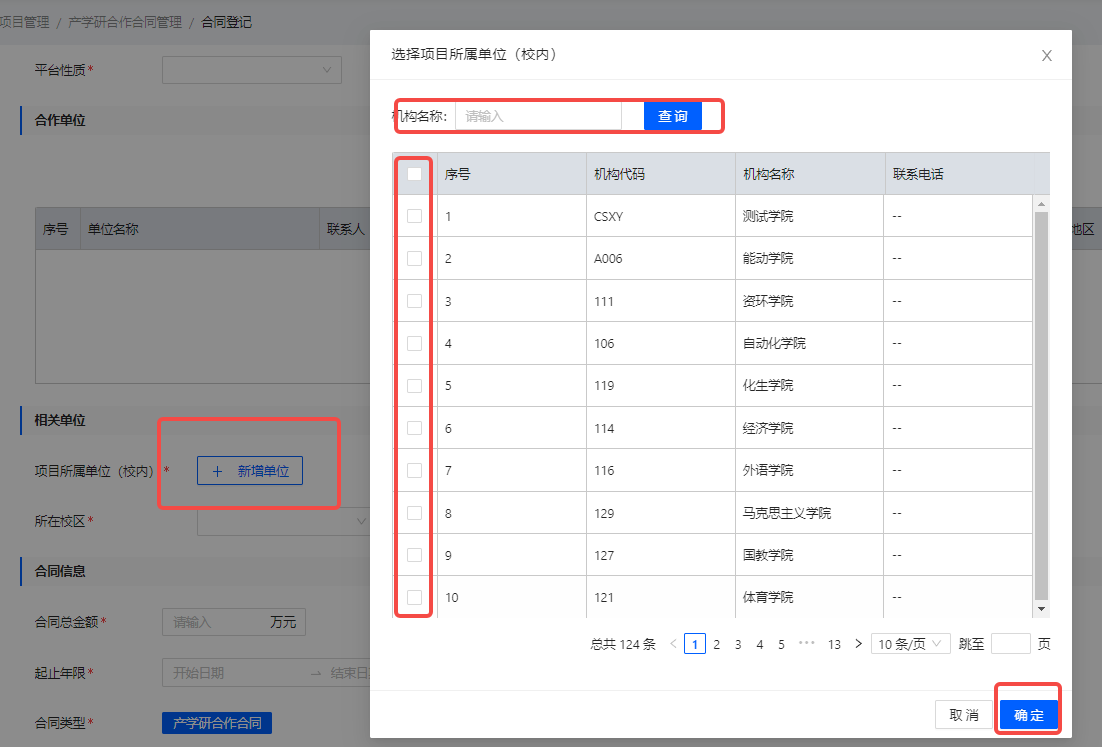 项目管理 / 产学研合作合同管理 / 合同登记
平台性质*
合作单位
序号 单位名称 联系人 地区
相关单位
项目所属单位（校内） * ＋ 新增单位
所在校区*
合同信息
合同总金额* 请输入 万元
起止年限* 开始日期 → 结束日
合同类型* 产学研合作合同
选择项目所属单位（校内） X
机构名称: 请输入 查 询
序号 机构代码 机构名称 联系电话
1 CSXY 测试学院 --
2 A006 能动学院 --
3 111 资环学院 --
4 106 自动化学院 --
5 119 化生学院 --
6 114 经济学院 --
7 116 外语学院 --
8 129 马克思主义学院 --
9 127 国教学院 --
10 121 体育学院 --
总共 124 条 < 1 2 3 4 5 ••• 13 > 10 条/页 跳至 页
取 消 确 定